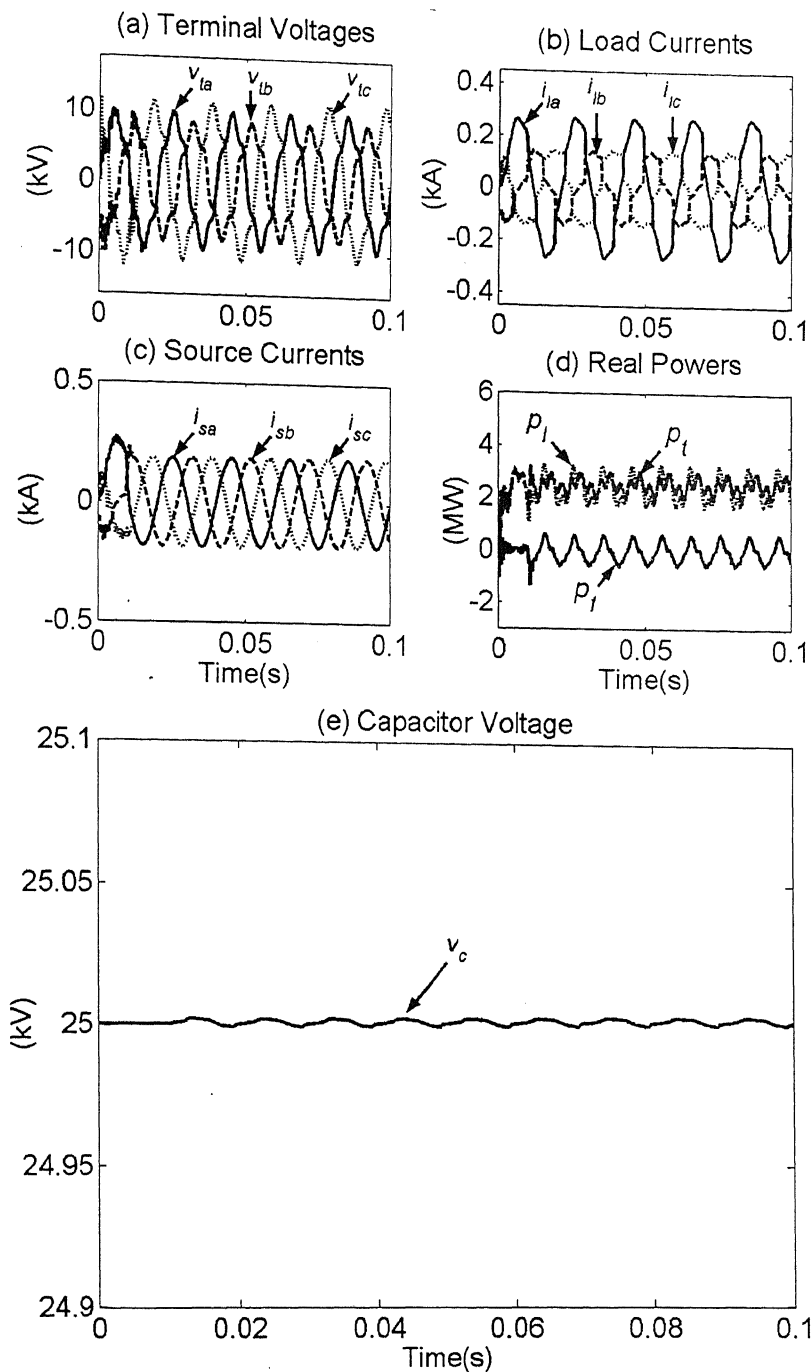 (a) Terminal Voltages
v_ta
v_tb
v_tc
10
0
-10
(kV)
0
0.05
0.1
(b) Load Currents
i_la
i_lb
i_lc
0.4
0.2
0
-0.2
-0.4
(kA)
0
0.05
0.1
(c) Source Currents
i_sa
i_sb
i_sc
0.5
0
-0.5
(kA)
0
0.05
0.1
Time(s)
(d) Real Powers
p_l
p_t
p_f
6
4
2
0
-2
(MW)
0
0.05
0.1
Time(s)
(e) Capacitor Voltage
v_c
25.1
25.05
25
24.95
24.9
(kV)
0
0.02
0.04
0.06
0.08
0.1
Time(s)